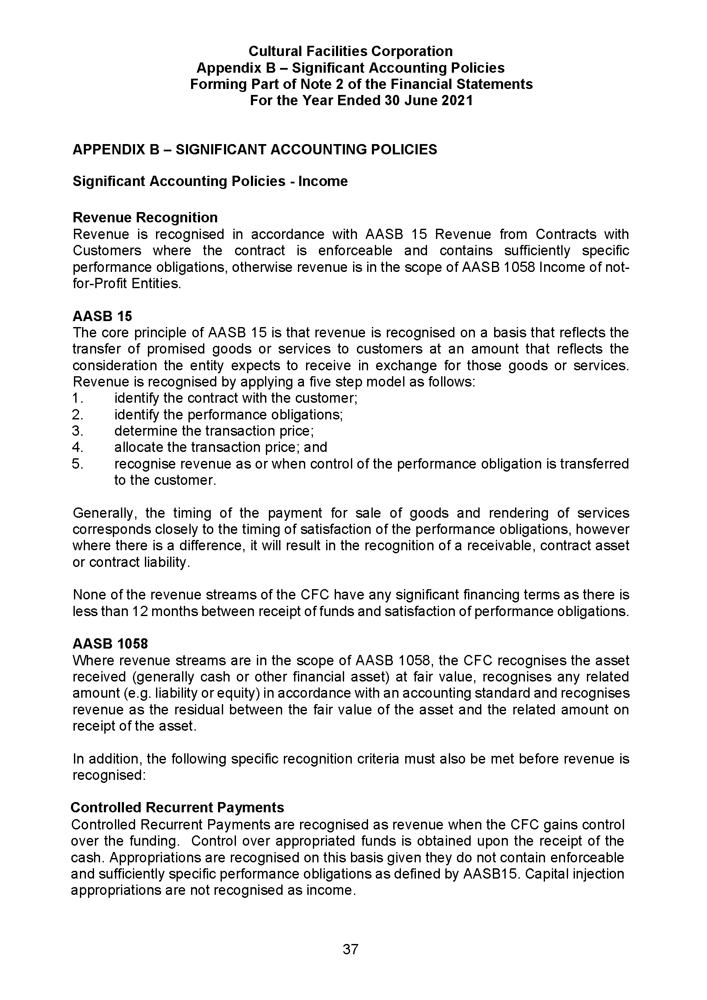 Cultural Facilities Corporation
Appendix B – Significant Accounting Policies
Forming Part of Note 2 of the Financial Statements
For the Year Ended 30 June 2021
APPENDIX B – SIGNIFICANT ACCOUNTING POLICIES
Significant Accounting Policies - Income
Revenue Recognition
Revenue is recognised in accordance with AASB 15 Revenue from Contracts with
Customers where the contract is enforceable and contains sufficiently specific
performance obligations, otherwise revenue is in the scope of AASB 1058 Income of not-
for-Profit Entities.
AASB 15
The core principle of AASB 15 is that revenue is recognised on a basis that reflects the
transfer of promised goods or services to customers at an amount that reflects the
consideration the entity expects to receive in exchange for those goods or services.
Revenue is recognised by applying a five step model as follows:
1. identify the contract with the customer;
2. identify the performance obligations;
3. determine the transaction price;
4. allocate the transaction price; and
5. recognise revenue as or when control of the performance obligation is transferred
to the customer.
Generally, the timing of the payment for sale of goods and rendering of services
corresponds closely to the timing of satisfaction of the performance obligations, however
where there is a difference, it will result in the recognition of a receivable, contract asset
or contract liability.
None of the revenue streams of the CFC have any significant financing terms as there is
less than 12 months between receipt of funds and satisfaction of performance obligations.
AASB 1058
Where revenue streams are in the scope of AASB 1058, the CFC recognises the asset
received (generally cash or other financial asset) at fair value, recognises any related
amount (e.g. liability or equity) in accordance with an accounting standard and recognises
revenue as the residual between the fair value of the asset and the related amount on
receipt of the asset.
In addition, the following specific recognition criteria must also be met before revenue is
recognised:
Controlled Recurrent Payments
Controlled Recurrent Payments are recognised as revenue when the CFC gains control
over the funding.  Control over appropriated funds is obtained upon the receipt of the
cash. Appropriations are recognised on this basis given they do not contain enforceable
and sufficiently specific performance obligations as defined by AASB15. Capital injection
appropriations are not recognised as income.
37